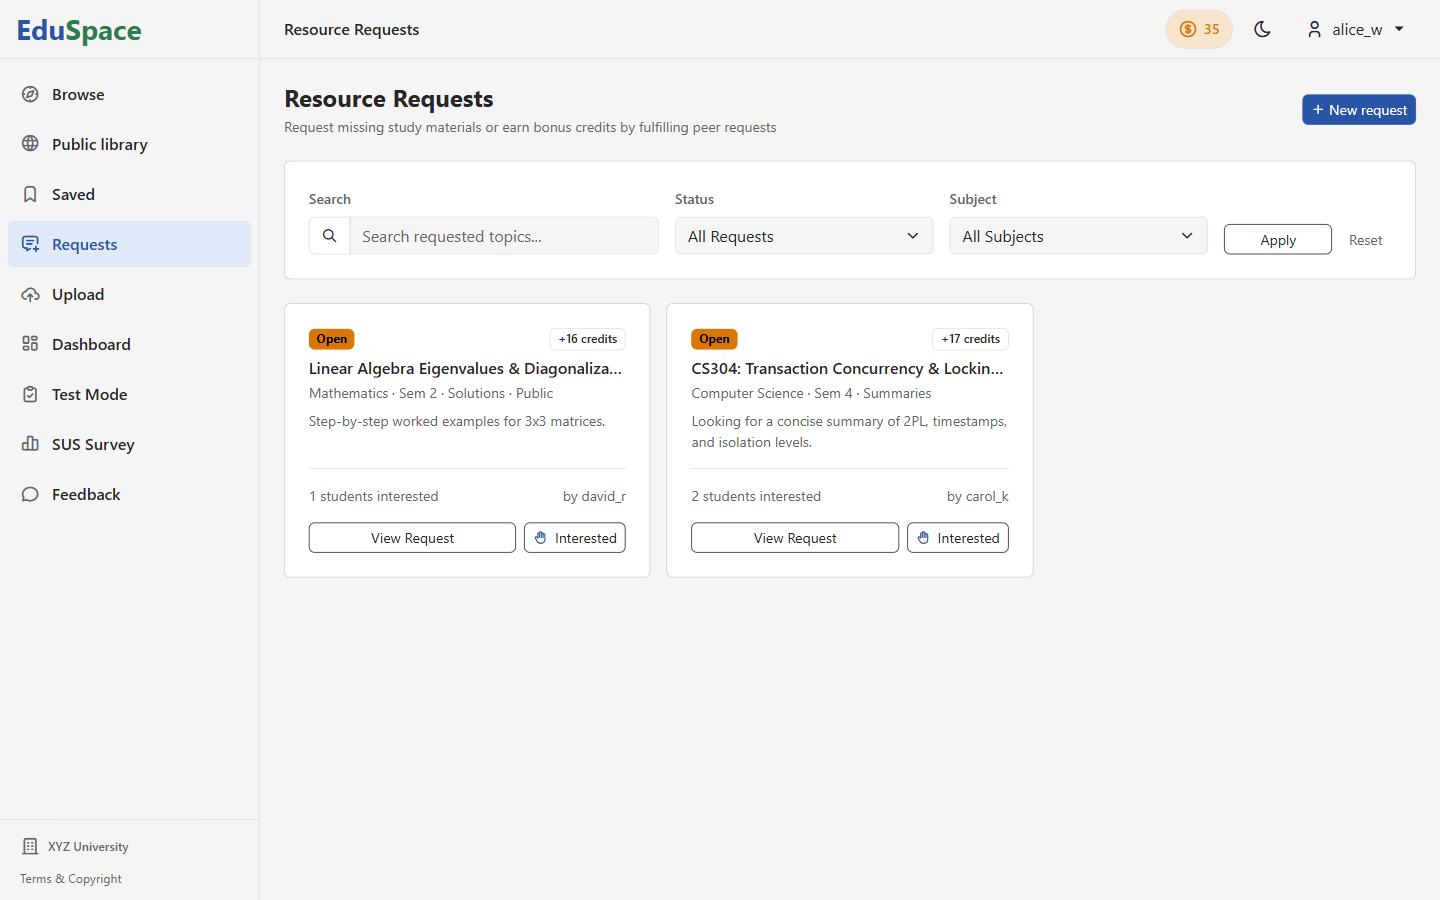 EduSpace
Resource Requests
35
alice_w
Browse
Public library
Saved
Requests
Upload
Dashboard
Test Mode
SUS Survey
Feedback
XYZ University
Terms & Copyright
Resource Requests
Request missing study materials or earn bonus credits by fulfilling peer requests
+ New request
Search
Search requested topics...
Status
All Requests
Subject
All Subjects
Apply
Reset
Open
+16 credits
Linear Algebra Eigenvalues & Diagonaliza...
Mathematics · Sem 2 · Solutions · Public
Step-by-step worked examples for 3x3 matrices.
1 students interested
by david_r
View Request
Interested
Open
+17 credits
CS304: Transaction Concurrency & Lockin...
Computer Science · Sem 4 · Summaries
Looking for a concise summary of 2PL, timestamps,
and isolation levels.
2 students interested
by carol_k
View Request
Interested